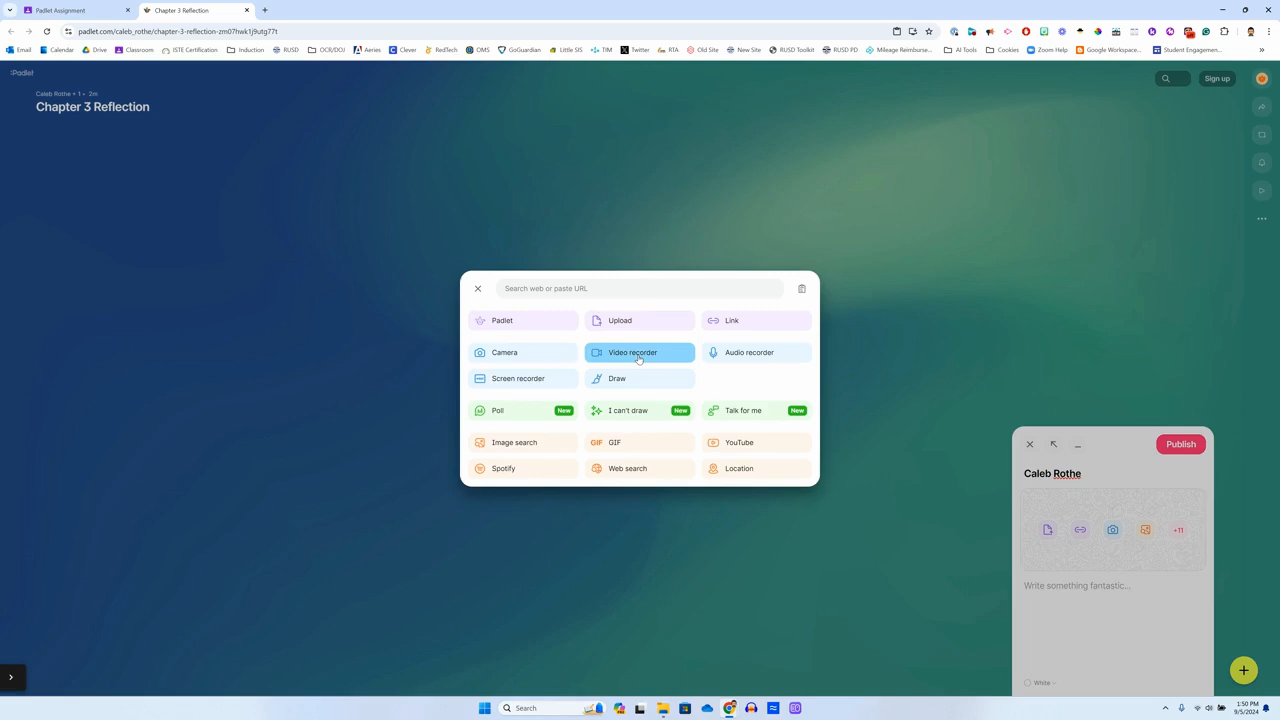 Padlet Assignment
Chapter 3 Reflection
padlet.com/caleb_rothe/chapter-3-reflection-zm07hwk1j9utg77t
Email
Calendar
Drive
Classroom
ISTE Certification
Induction
RUSD
OCR/DOJ
Aeries
Clever
RedTech
OMS
GoGuardian
Little SIS
TIM
Twitter
RTA
Old Site
New Site
RUSD Toolkit
RUSD PD
Mileage Reimburse...
AI Tools
Cookies
Zoom Help
Google Workspace...
Student Engagemen...
:Padlet
Sign up
Caleb Rothe + 1 • 2m
Chapter 3 Reflection
Search web or paste URL
Padlet
Upload
Link
Camera
Video recorder
Audio recorder
Screen recorder
Draw
Poll New
I can't draw New
Talk for me New
Image search
GIF GIF
YouTube
Spotify
Web search
Location
Publish
Caleb Rothe
+11
Write something fantastic...
White
Search
1:50 PM
9/5/2024